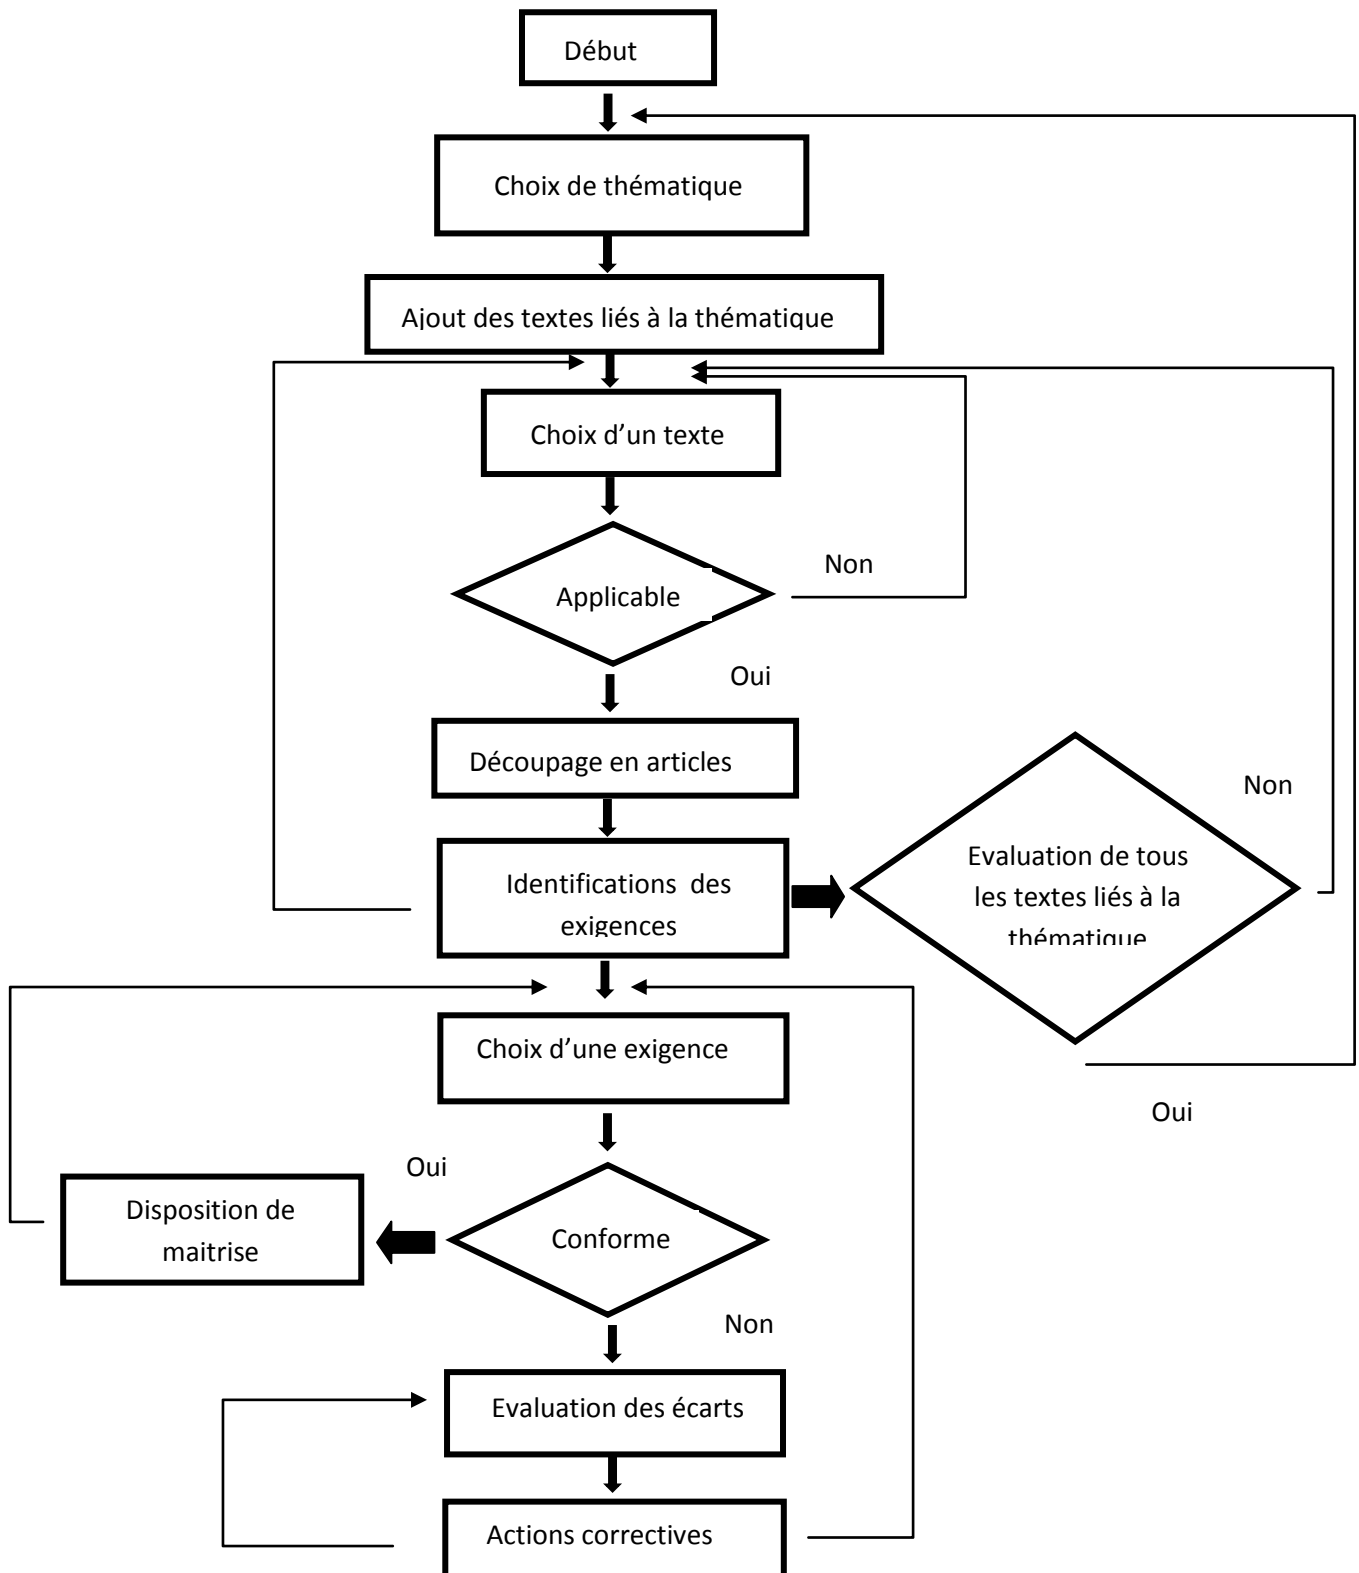 Début
Choix de thématique
Ajout des textes liés à la thématique
Choix d'un texte
Non
Applicable
Oui
Découpage en articles
Non
Evaluation de tous
les textes liés à la
thématique
Identifications des
exigences
Choix d'une exigence
Oui
Oui
Disposition de
maitrise
Conforme
Non
Evaluation des écarts
Actions correctives